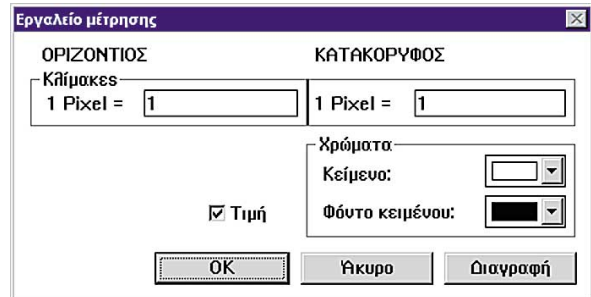 Εργαλείο μέτρησης
ΟΡΙΖΟΝΤΙΟΣ ΚΑΤΑΚΟΡΥΦΟΣ
Κλίμακες
1 Pixel = 1 1 Pixel = 1
Χρώματα
Κείμενο:
Τιμή Φόντο κειμένου:
OK Άκυρο Διαγραφή